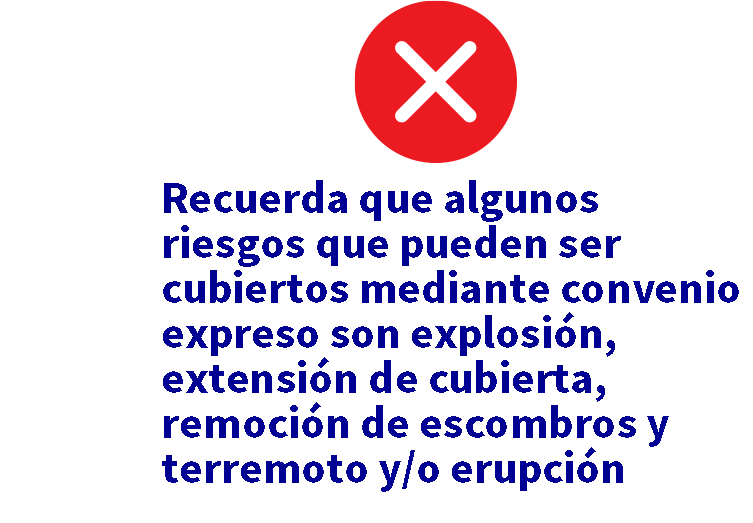 Recuerda que algunos
riesgos que pueden ser
cubiertos mediante convenio
expreso son explosión,
extensión de cubierta,
remoción de escombros y
terremoto y/o erupción